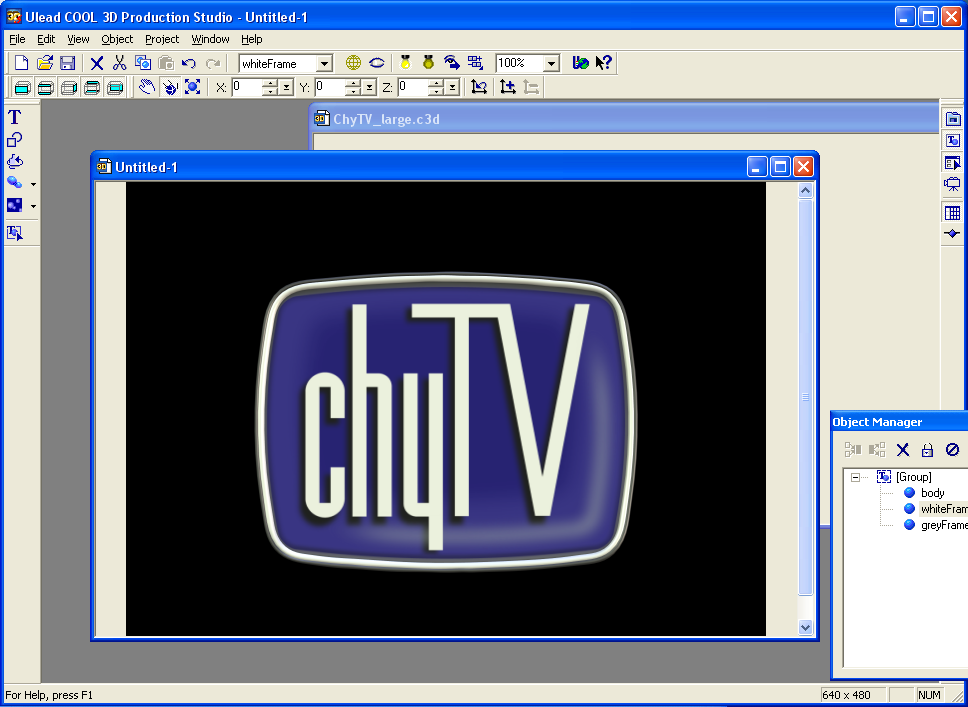 Ulead COOL 3D Production Studio - Untitled-1
File Edit View Object Project Window Help
whiteFrame 100%
X: 0 Y: 0 Z: 0
ChyTV_large.c3d
Untitled-1
chyTV
Object Manager
[Group]
body
whiteFram
greyFrame
For Help, press F1 640 x 480 NUM